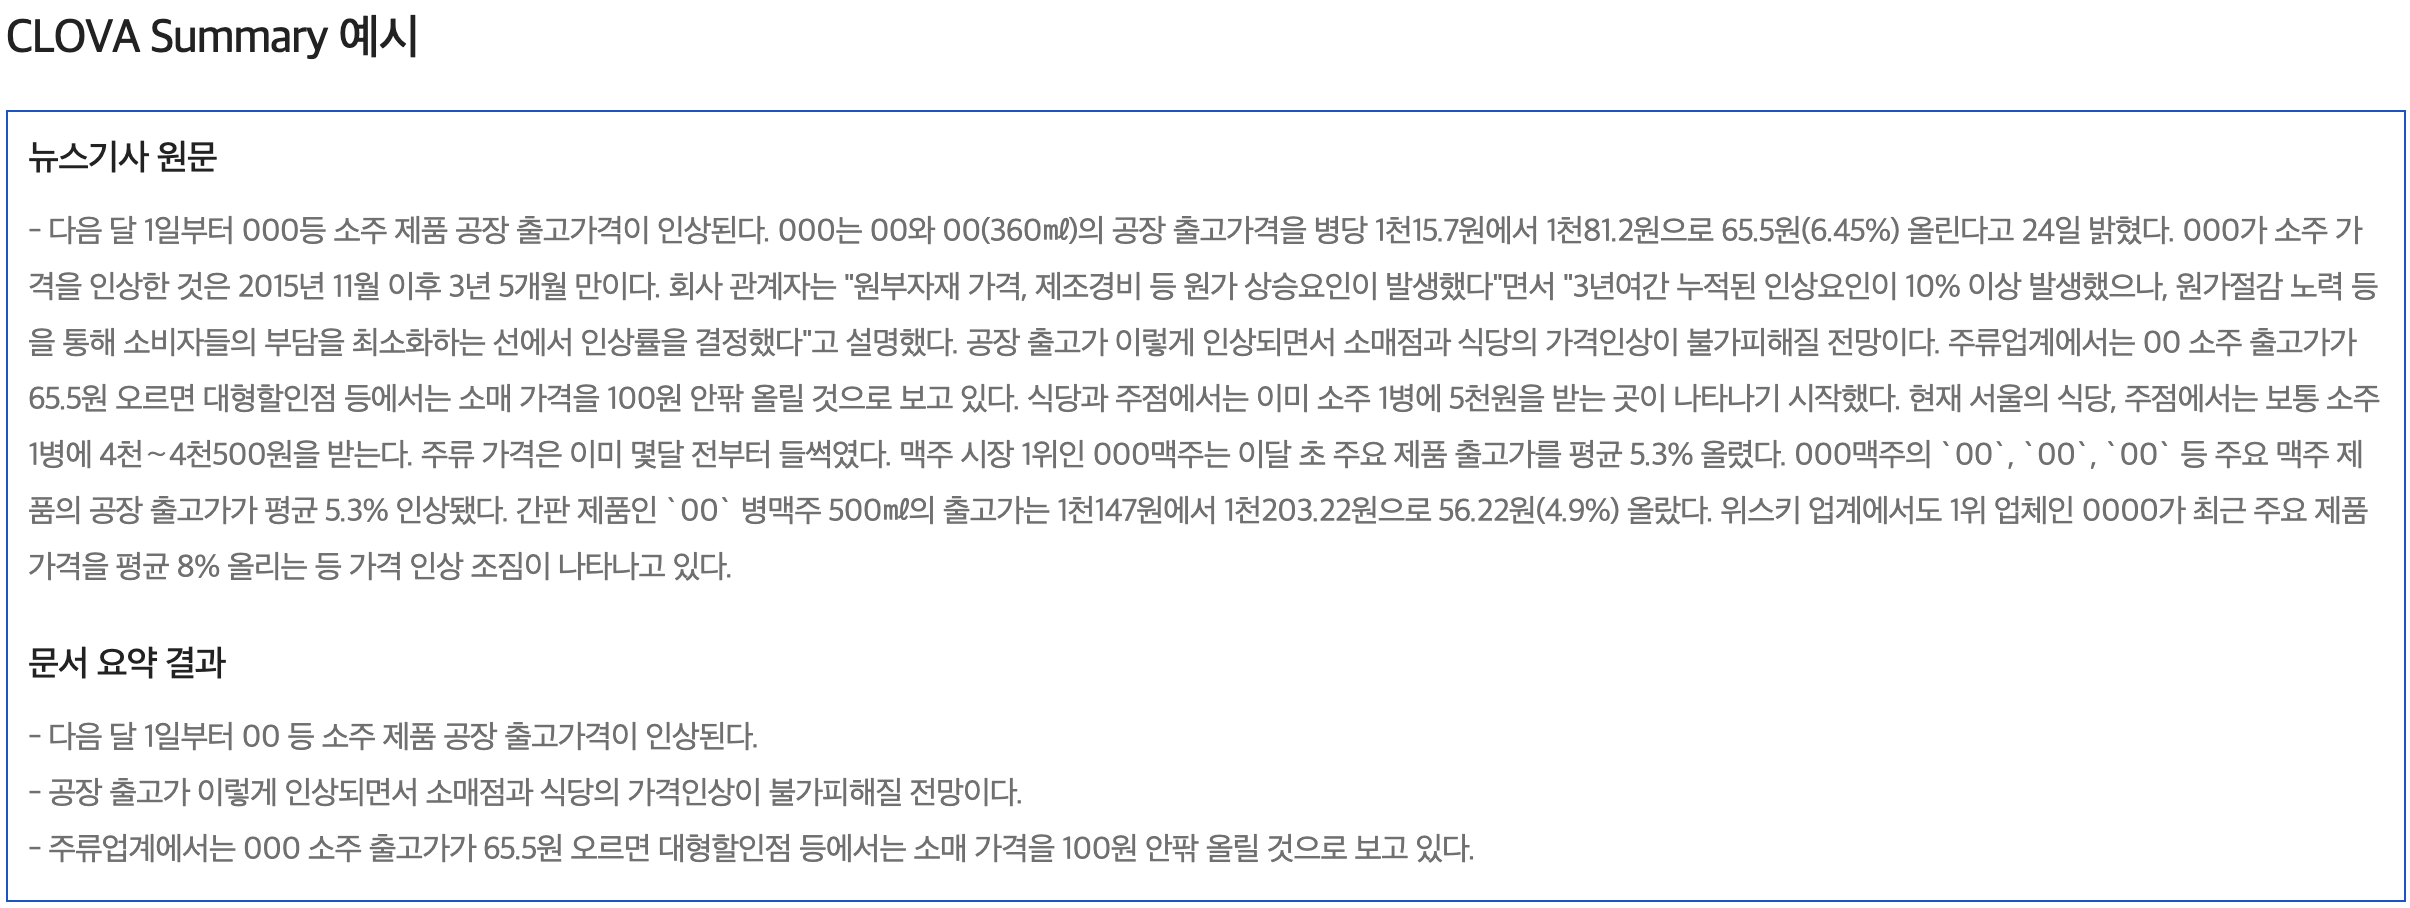 CLOVA Summary 예시
뉴스기사 원문
- 다음 달 1일부터 OOO등 소주 제품 공장 출고가격이 인상된다. OOO는 OO와 OO(360㎖)의 공장 출고가격을 병당 1천15.7원에서 1천81.2원으로 65.5원(6.45%) 올린다고 24일 밝혔다. OOO가 소주 가
격을 인상한 것은 2015년 11월 이후 3년 5개월 만이다. 회사 관계자는 "원부자재 가격, 제조경비 등 원가 상승요인이 발생했다"면서 "3년여간 누적된 인상요인이 10% 이상 발생했으나, 원가절감 노력 등
을 통해 소비자들의 부담을 최소화하는 선에서 인상률을 결정했다"고 설명했다. 공장 출고가 이렇게 인상되면서 소매점과 식당의 가격인상이 불가피해질 전망이다. 주류업계에서는 OO 소주 출고가가
65.5원 오르면 대형할인점 등에서는 소매 가격을 100원 안팎 올릴 것으로 보고 있다. 식당과 주점에서는 이미 소주 1병에 5천원을 받는 곳이 나타나기 시작했다. 현재 서울의 식당, 주점에서는 보통 소주
1병에 4천~4천500원을 받는다. 주류 가격은 이미 몇달 전부터 들썩였다. 맥주 시장 1위인 OOO맥주는 이달 초 주요 제품 출고가를 평균 5.3% 올렸다. OOO맥주의 `OO`, `OO`, `OO` 등 주요 맥주 제
품의 공장 출고가가 평균 5.3% 인상됐다. 간판 제품인 `OO` 병맥주 500㎖의 출고가는 1천147원에서 1천203.22원으로 56.22원(4.9%) 올랐다. 위스키 업계에서도 1위 업체인 OOOO가 최근 주요 제품
가격을 평균 8% 올리는 등 가격 인상 조짐이 나타나고 있다.
문서 요약 결과
- 다음 달 1일부터 OO 등 소주 제품 공장 출고가격이 인상된다.
- 공장 출고가 이렇게 인상되면서 소매점과 식당의 가격인상이 불가피해질 전망이다.
- 주류업계에서는 OOO 소주 출고가가 65.5원 오르면 대형할인점 등에서는 소매 가격을 100원 안팎 올릴 것으로 보고 있다.